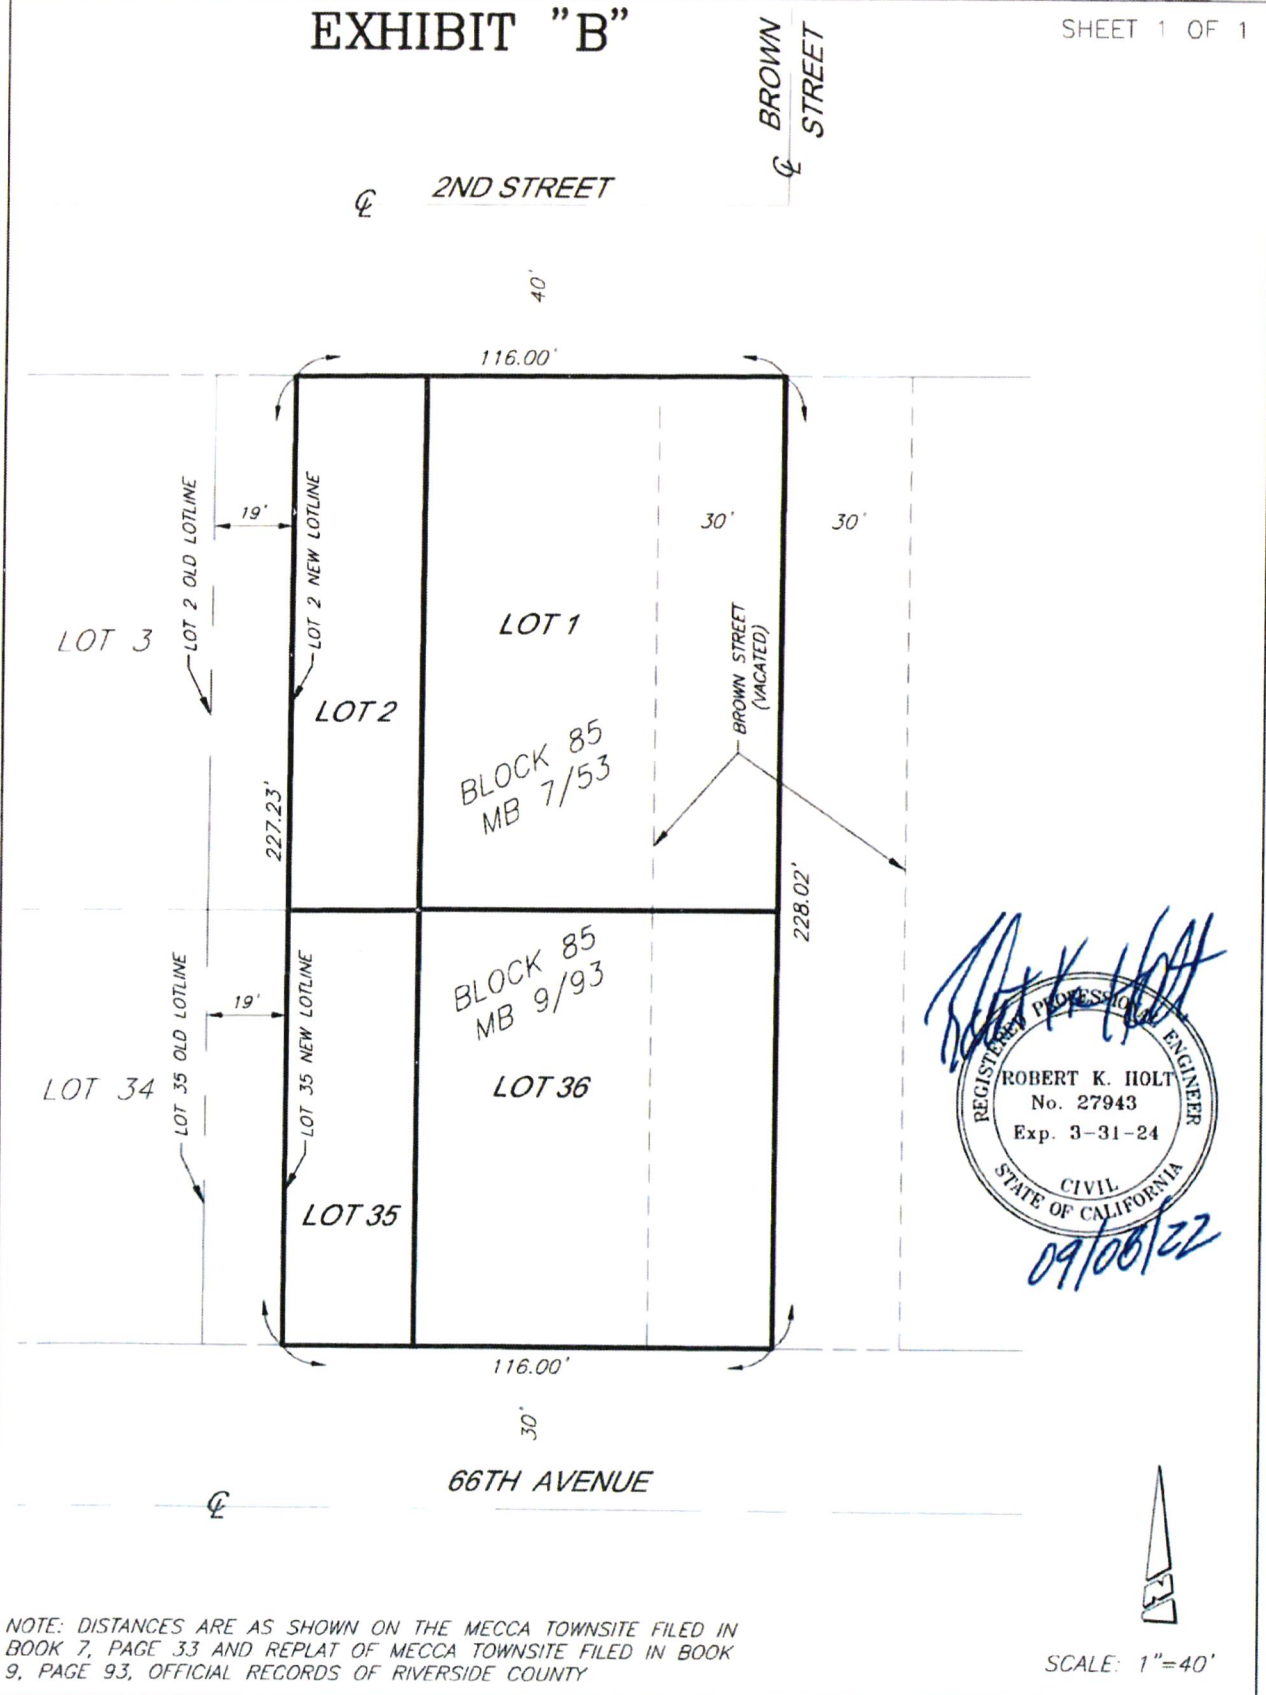 EXHIBIT "B"
SHEET 1 OF 1
BROWN
STREET
℄
℄ 2ND STREET
40'
116.00'
19'
LOT 2 OLD LOTLINE
LOT 2 NEW LOTLINE
30'
30'
LOT 3
LOT 1
LOT 2
BROWN STREET
(VACATED)
BLOCK 85
MB 7/53
227.23'
228.02'
BLOCK 85
MB 9/93
LOT 35 OLD LOTLINE
19'
LOT 35 NEW LOTLINE
LOT 34
LOT 36
LOT 35
Robert K. Holt
REGISTERED PROFESSIONAL ENGINEER
ROBERT K. HOLT
No. 27943
Exp. 3-31-24
CIVIL
STATE OF CALIFORNIA
09/08/22
116.00'
30'
66TH AVENUE
℄
N
NOTE: DISTANCES ARE AS SHOWN ON THE MECCA TOWNSITE FILED IN
BOOK 7, PAGE 33 AND REPLAT OF MECCA TOWNSITE FILED IN BOOK
9, PAGE 93, OFFICIAL RECORDS OF RIVERSIDE COUNTY
SCALE: 1"=40'